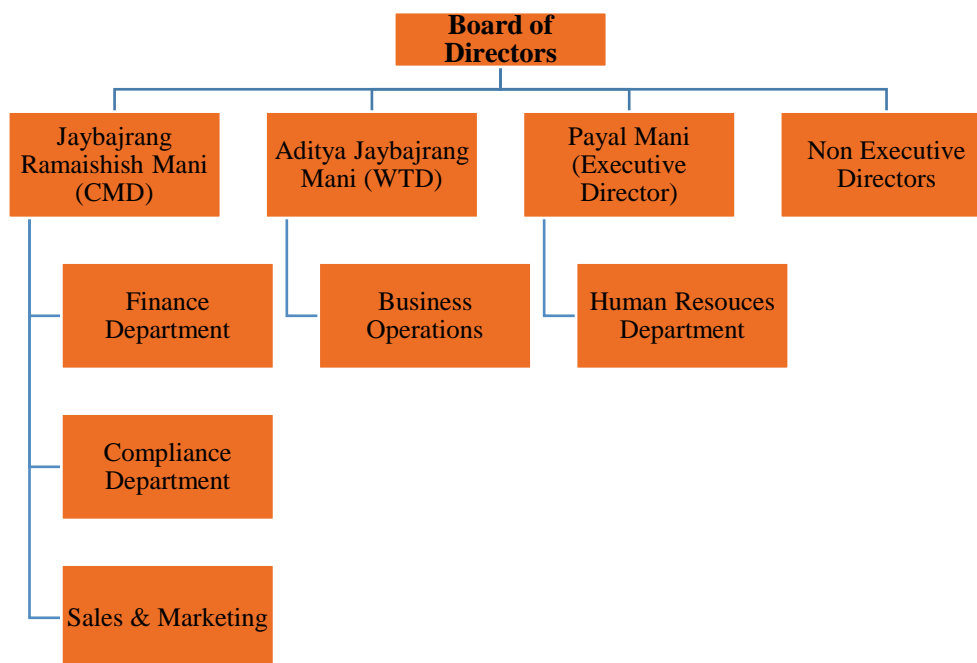 Board of
Directors
Jaybajrang
Ramaishish Mani
(CMD)
Aditya Jaybajrang
Mani (WTD)
Payal Mani
(Executive
Director)
Non Executive
Directors
Finance
Department
Business
Operations
Human Resouces
Department
Compliance
Department
Sales & Marketing